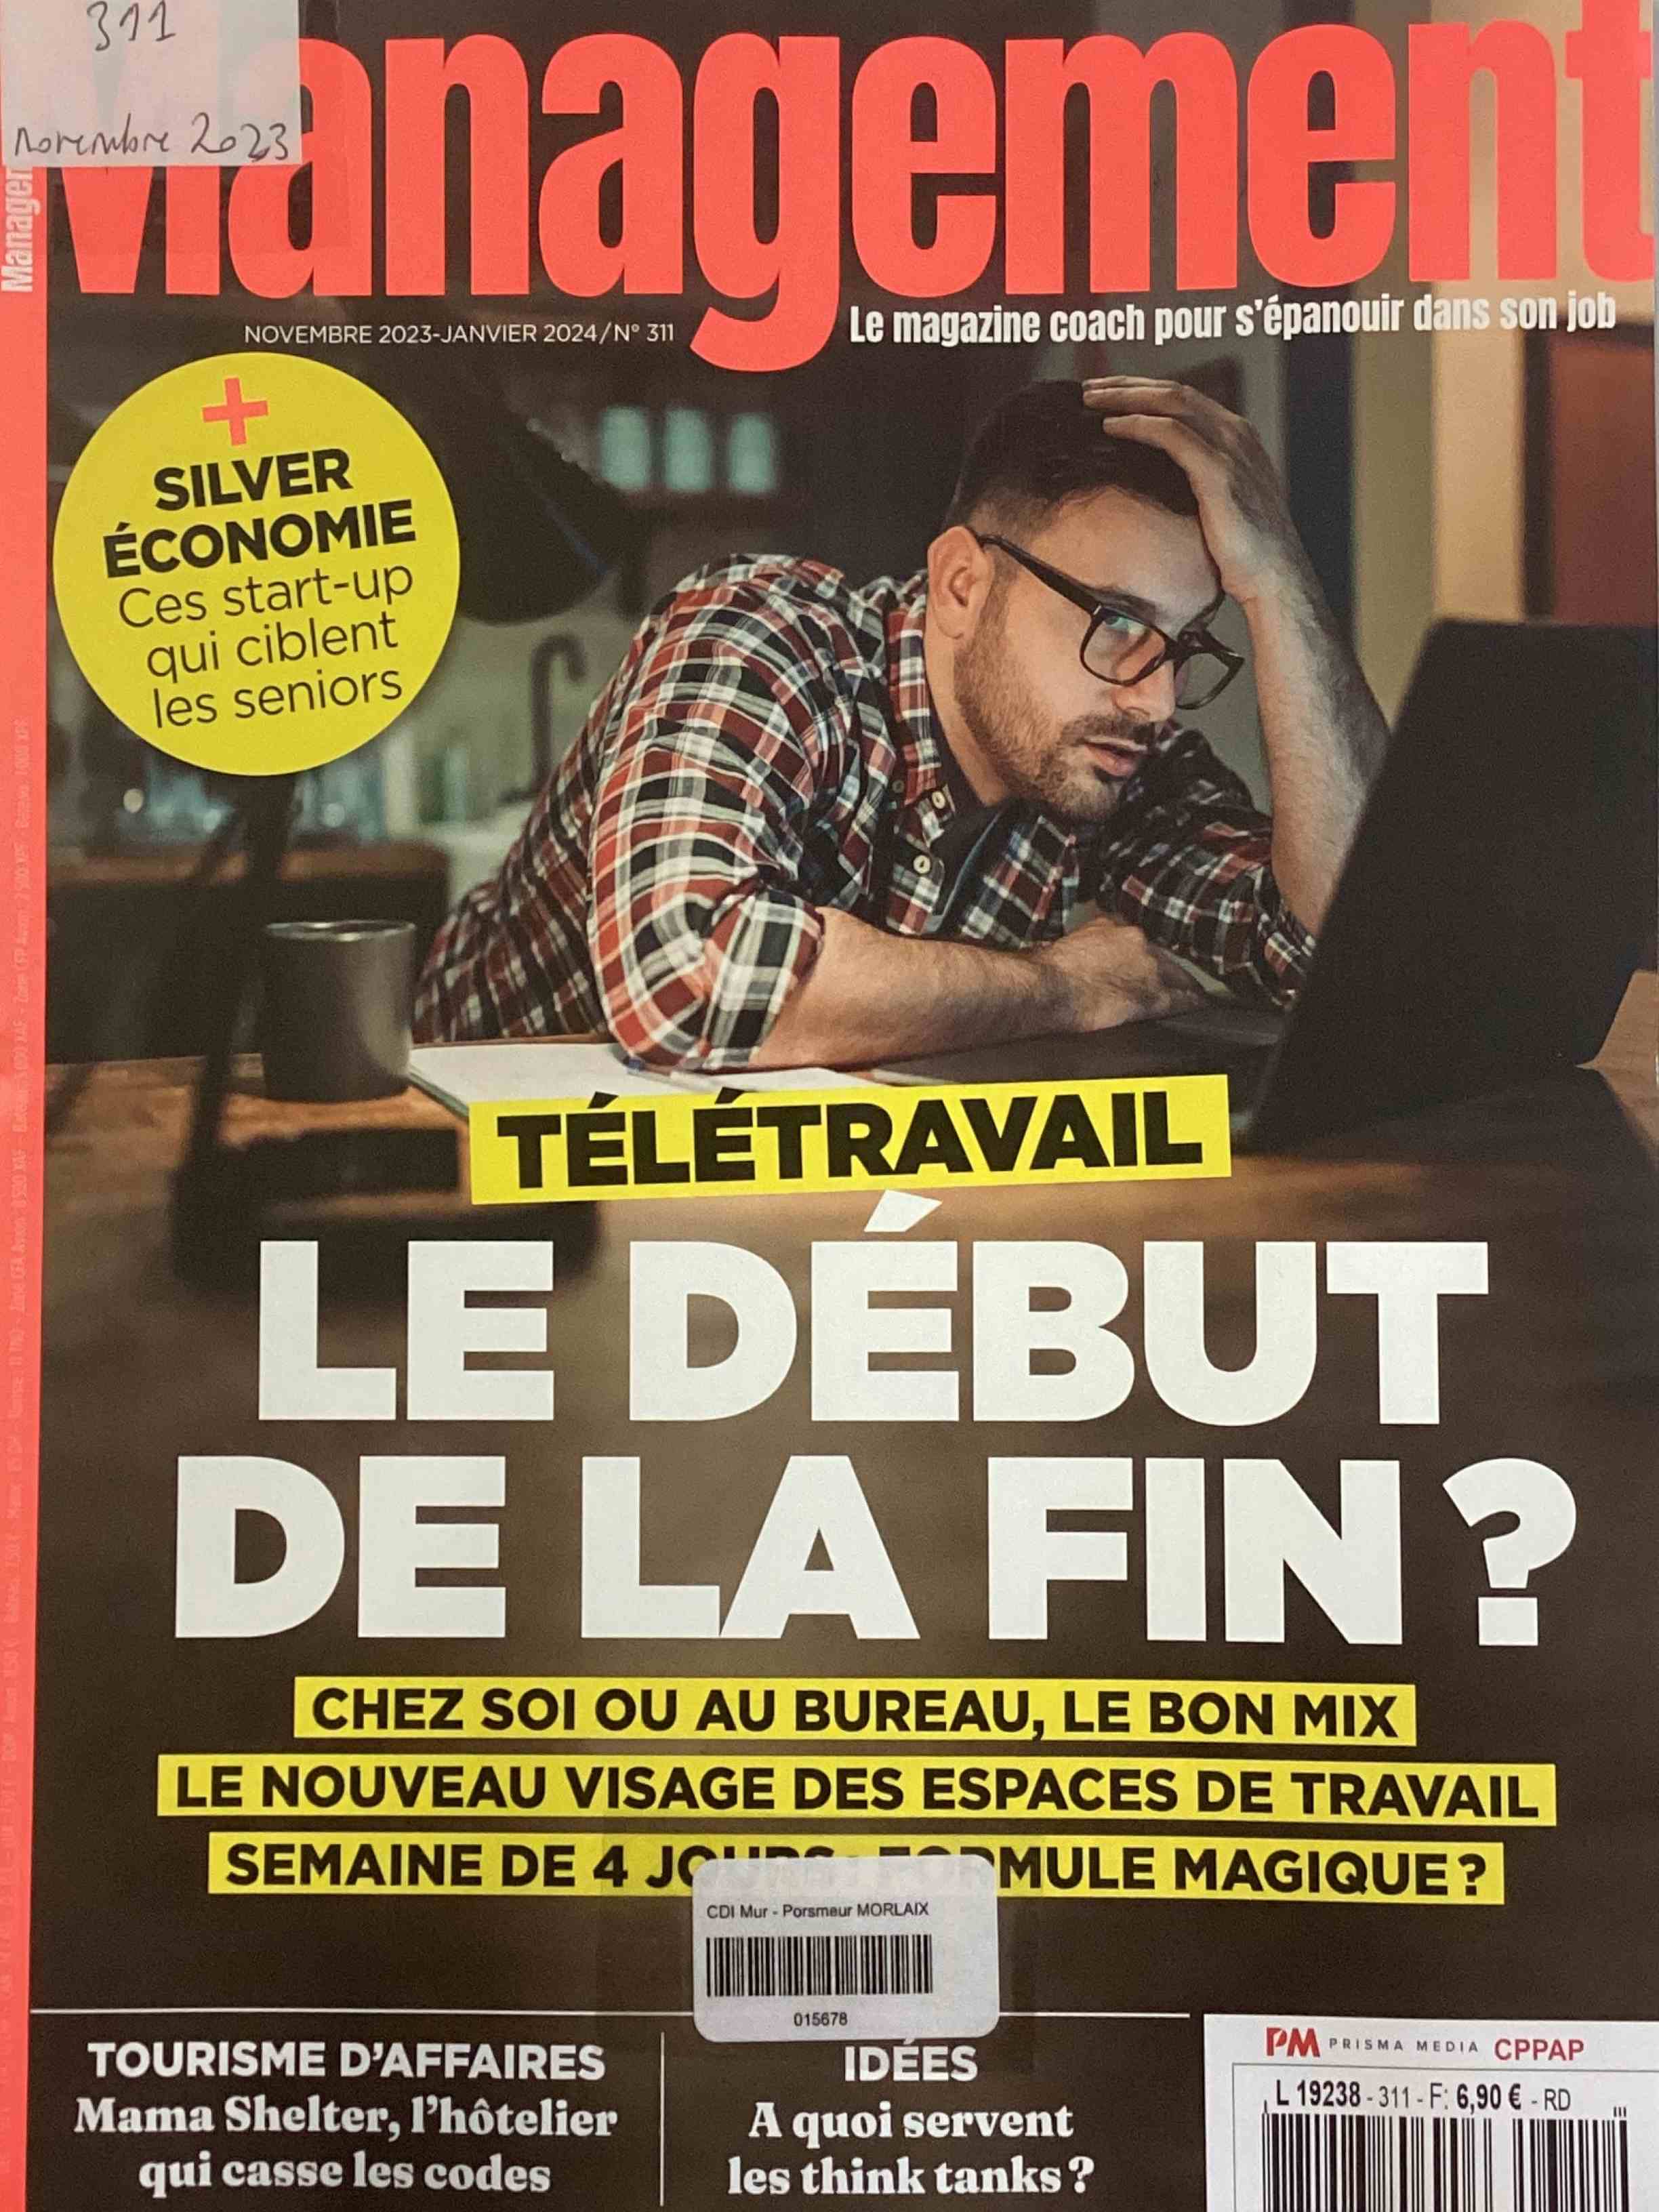 311
novembre 2023
Management
Manager
Le magazine coach pour s'épanouir dans son job
NOVEMBRE 2023-JANVIER 2024/N° 311
+
SILVER
ÉCONOMIE
Ces start-up
qui ciblent
les seniors
TÉLÉTRAVAIL
LE DÉBUT
DE LA FIN ?
CHEZ SOI OU AU BUREAU, LE BON MIX
LE NOUVEAU VISAGE DES ESPACES DE TRAVAIL
SEMAINE DE 4 JOURS : FORMULE MAGIQUE ?
CDI Mur - Porsmeur MORLAIX
015678
TOURISME D'AFFAIRES
Mama Shelter, l'hôtelier
qui casse les codes
IDÉES
A quoi servent
les think tanks ?
PM PRISMA MEDIA CPPAP
L 19238 - 311 - F: 6,90 € - RD